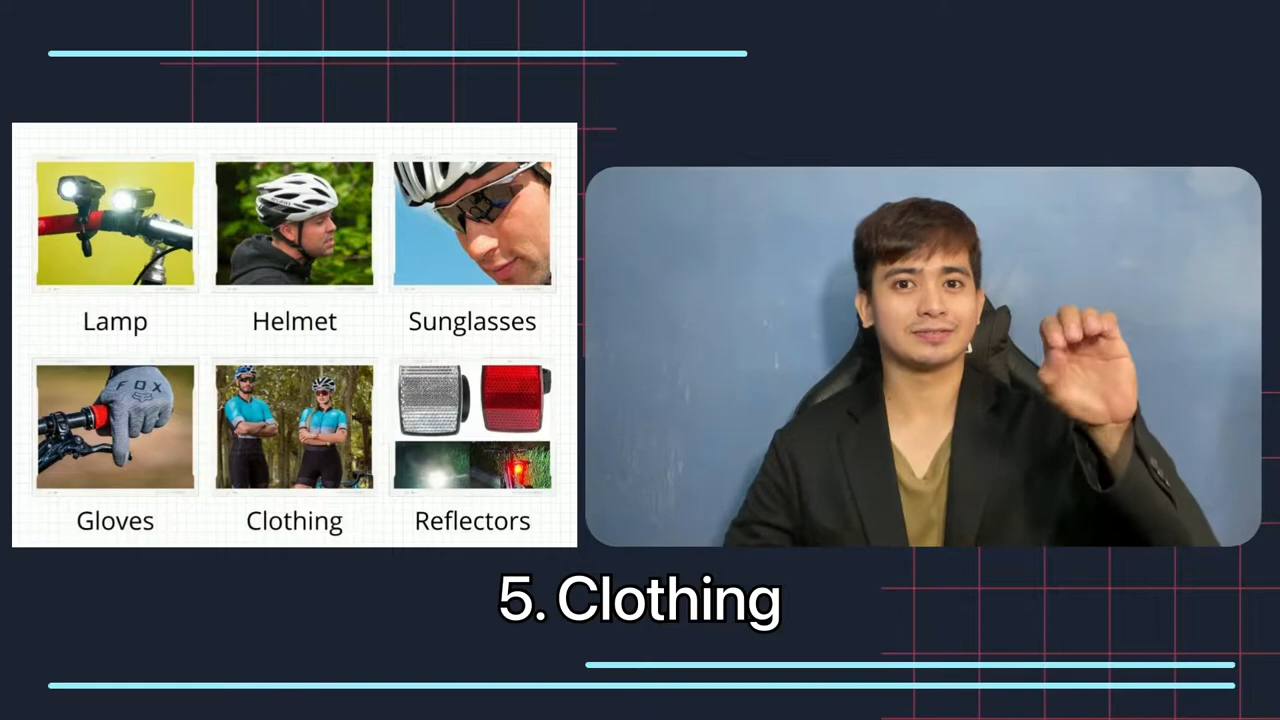 Lamp
Helmet
Sunglasses
FOX
Gloves
Clothing
Reflectors
5. Clothing